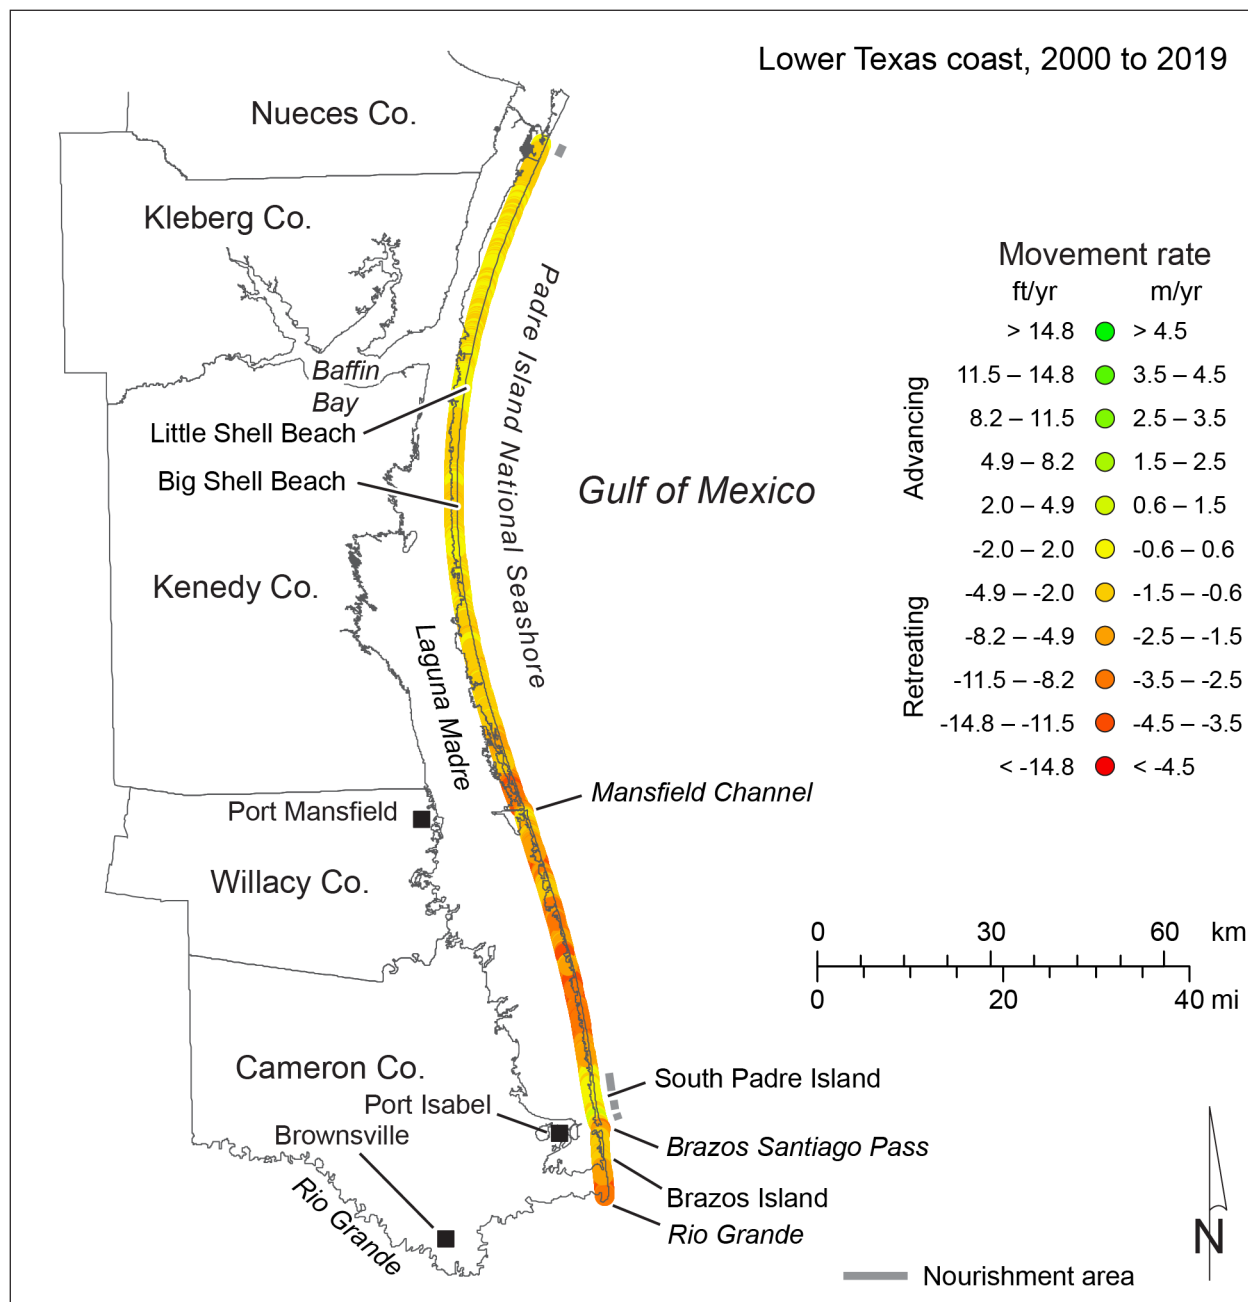 Lower Texas coast, 2000 to 2019
Nueces Co.
Kleberg Co.
Baffin
Bay
Little Shell Beach
Big Shell Beach
Padre Island National Seashore
Gulf of Mexico
Kenedy Co.
Laguna Madre
Mansfield Channel
Port Mansfield
Willacy Co.
Cameron Co.
South Padre Island
Port Isabel
Brownsville
Brazos Santiago Pass
Brazos Island
Rio Grande
Rio Grande
Movement rate
ft/yr m/yr
> 14.8 > 4.5
11.5 – 14.8 3.5 – 4.5
8.2 – 11.5 2.5 – 3.5
4.9 – 8.2 1.5 – 2.5
2.0 – 4.9 0.6 – 1.5
-2.0 – 2.0 -0.6 – 0.6
-4.9 – -2.0 -1.5 – -0.6
-8.2 – -4.9 -2.5 – -1.5
-11.5 – -8.2 -3.5 – -2.5
-14.8 – -11.5 -4.5 – -3.5
< -14.8 < -4.5
Advancing
Retreating
0 30 60 km
0 20 40 mi
N
Nourishment area